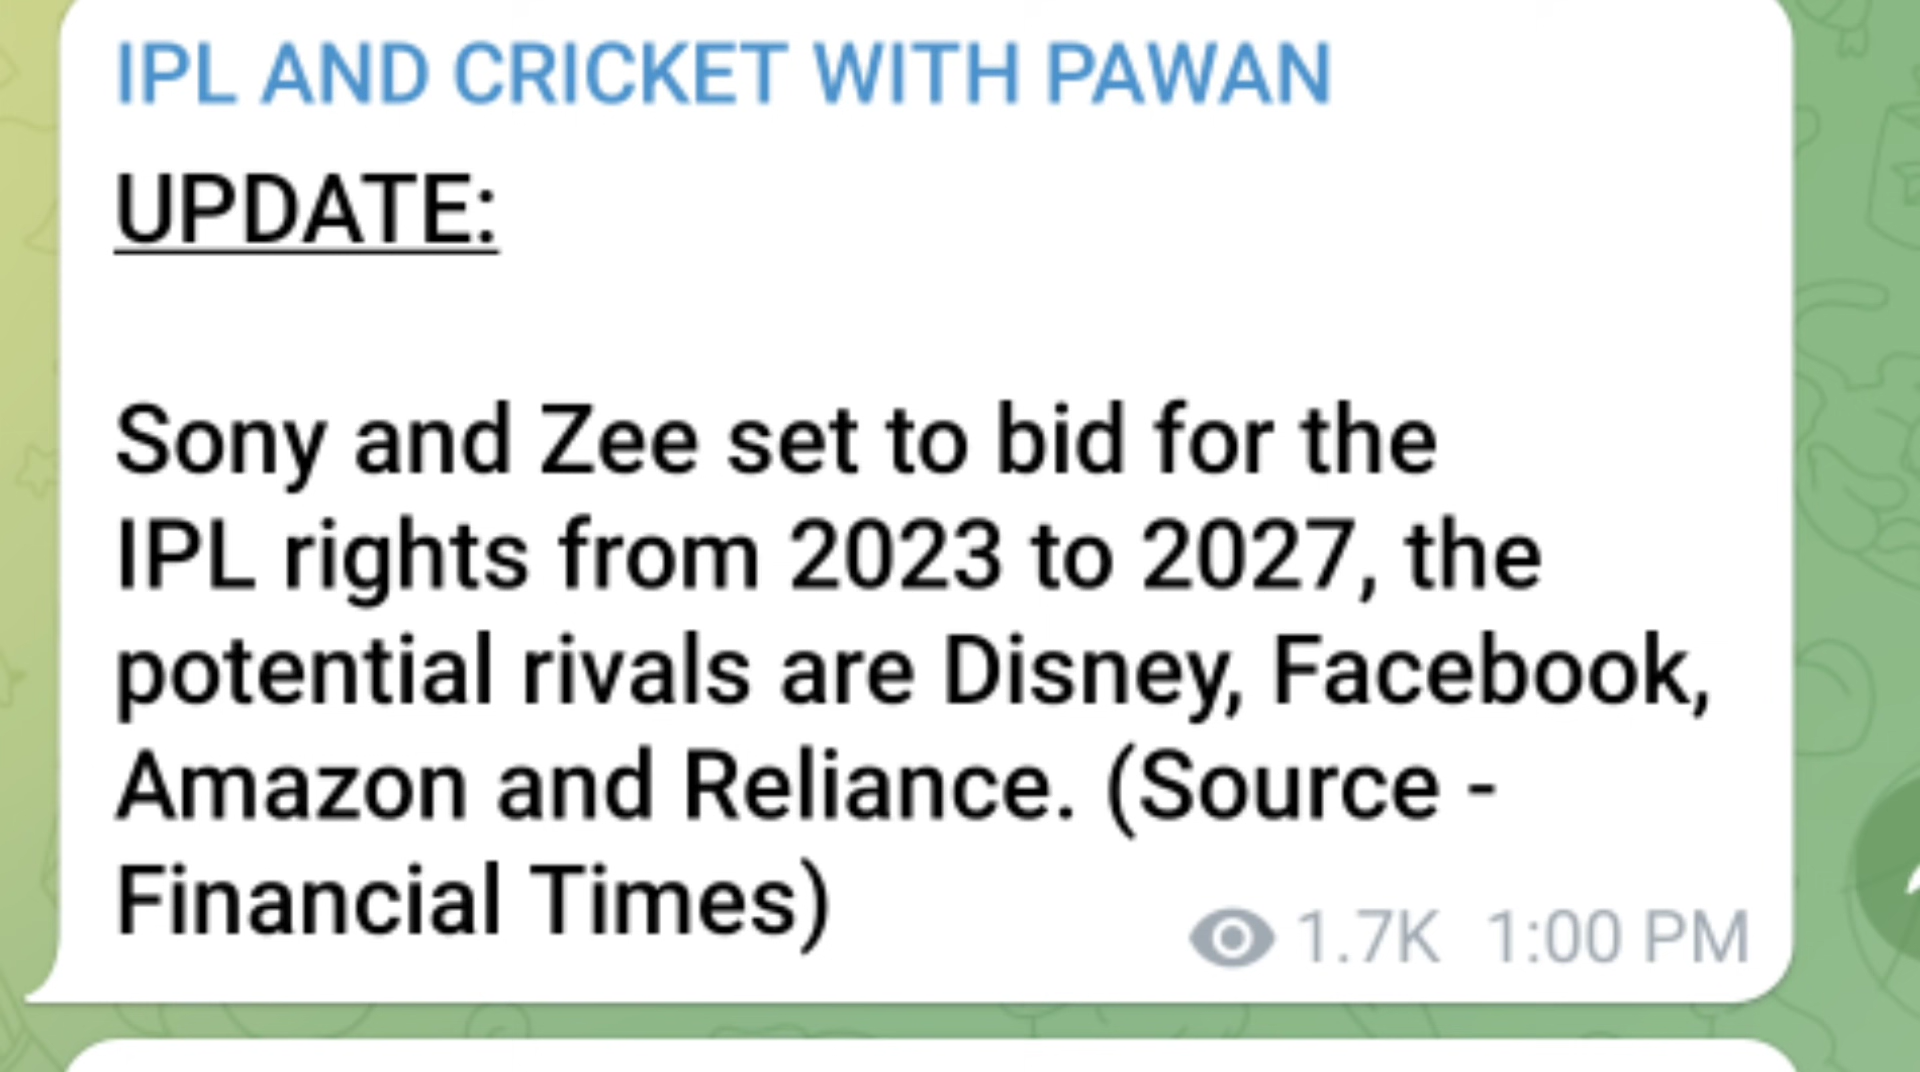 IPL AND CRICKET WITH PAWAN
UPDATE:
Sony and Zee set to bid for the
IPL rights from 2023 to 2027, the
potential rivals are Disney, Facebook,
Amazon and Reliance. (Source -
Financial Times)
1.7K 1:00 PM